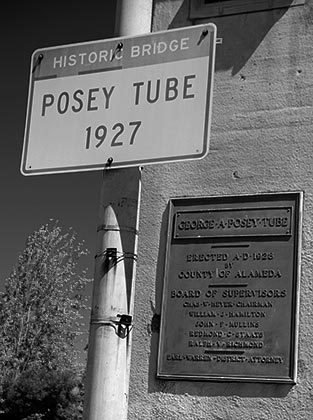 HISTORIC BRIDGE
POSEY TUBE
1927
GEORGE·A·POSEY·TUBE
ERECTED A·D·1928
BY
COUNTY OF ALAMEDA
BOARD OF SUPERVISORS
CHAS·W·HEYER·CHAIRMAN
WILLIAM·J·HAMILTON
JOHN·F·MULLINS
REDMOND·C·STAATS
RALPH·V·RICHMOND
EARL·WARREN·DISTRICT·ATTORNEY